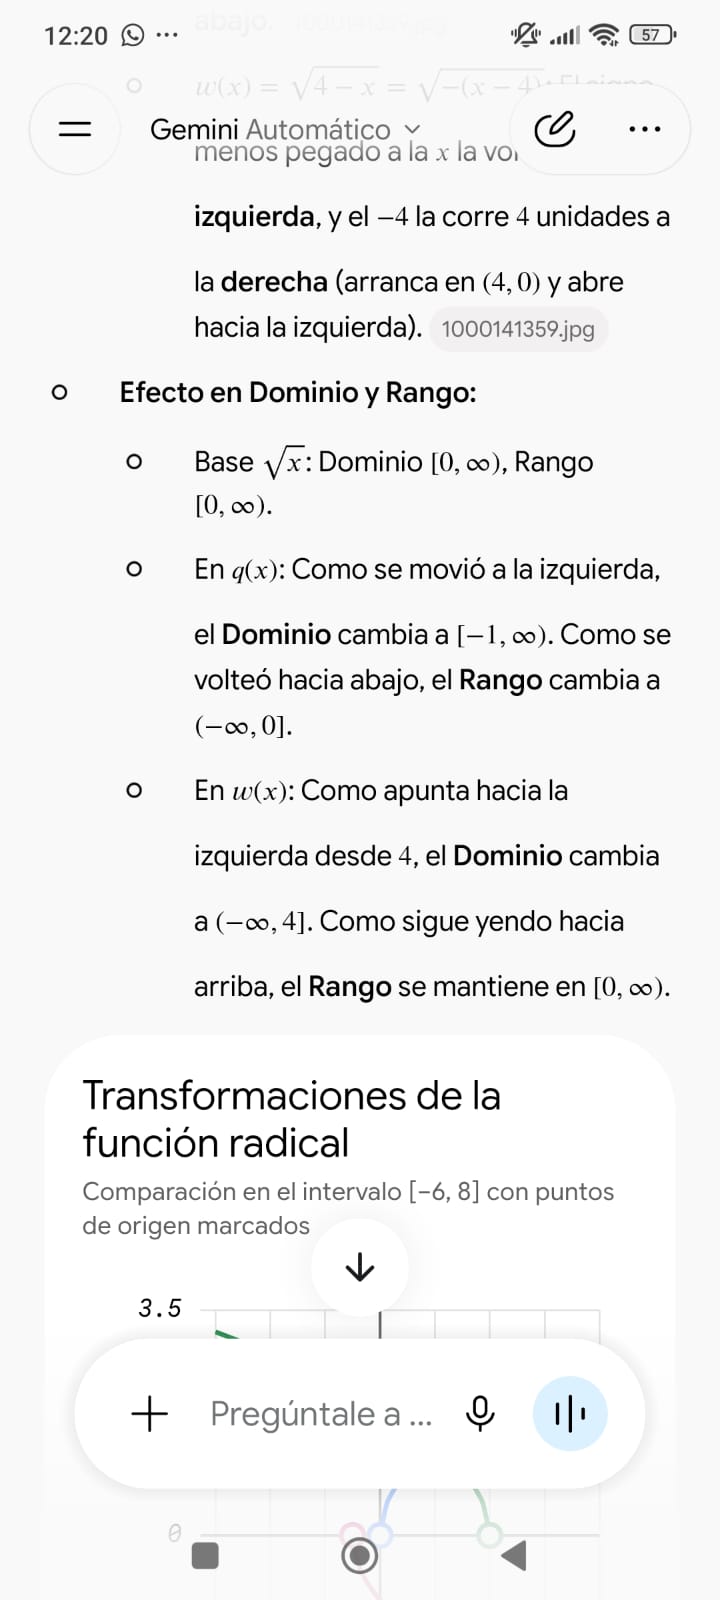 12:20
57
abajo. 1000141359.jpg
w(x) = √4 − x = √−(x − 4): El signo
Gemini Automático
menos pegado a la x la
izquierda, y el −4 la corre 4 unidades a
la derecha (arranca en (4, 0) y abre
hacia la izquierda). 1000141359.jpg
Efecto en Dominio y Rango:
Base √x: Dominio [0, ∞), Rango
[0, ∞).
En q(x): Como se movió a la izquierda,
el Dominio cambia a [−1, ∞). Como se
volteó hacia abajo, el Rango cambia a
(−∞, 0].
En w(x): Como apunta hacia la
izquierda desde 4, el Dominio cambia
a (−∞, 4]. Como sigue yendo hacia
arriba, el Rango se mantiene en [0, ∞).
Transformaciones de la
función radical
Comparación en el intervalo [−6, 8] con puntos
de origen marcados
3.5
Pregúntale a ...
0